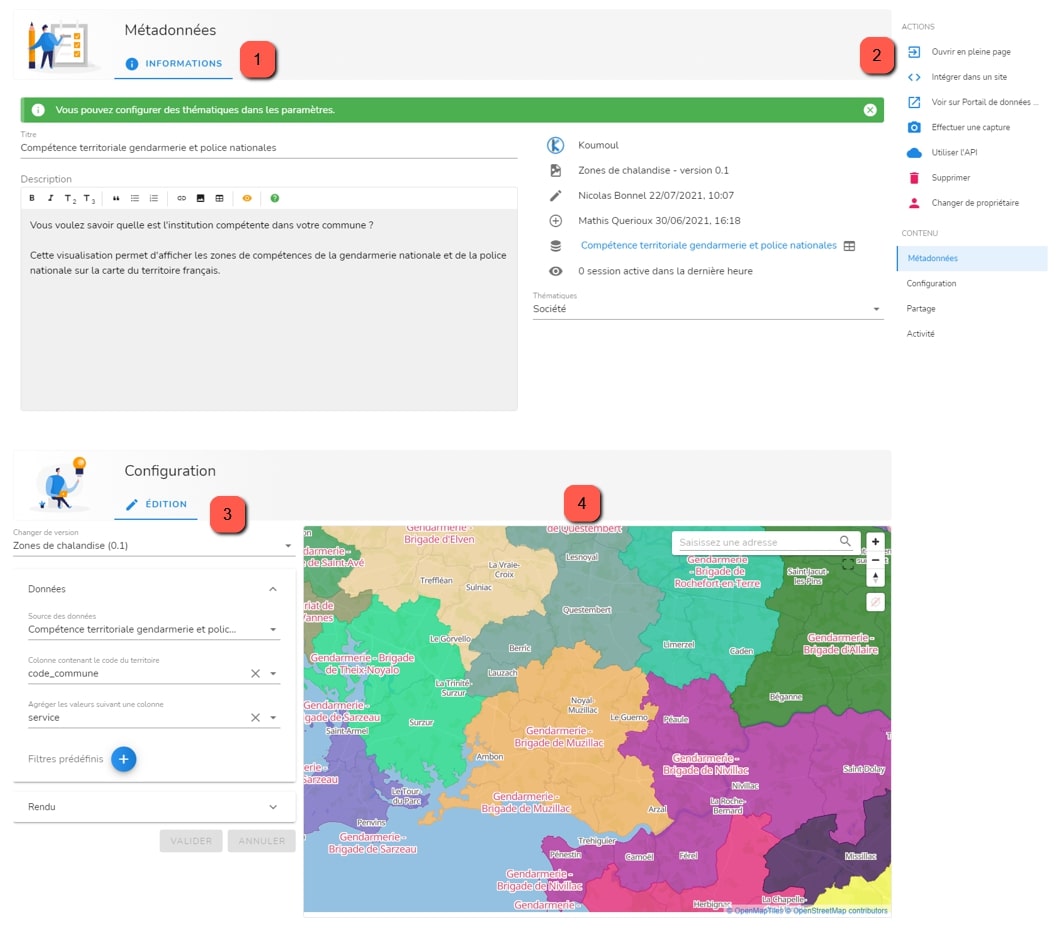 Métadonnées
INFORMATIONS
1
2
ACTIONS
Ouvrir en pleine page
Intégrer dans un site
Voir sur Portail de données ...
Effectuer une capture
Utiliser l'API
Supprimer
Changer de propriétaire
CONTENU
Métadonnées
Configuration
Partage
Activité
Vous pouvez configurer des thématiques dans les paramètres.
Titre
Compétence territoriale gendarmerie et police nationales
Description
B I T2 T3
Vous voulez savoir quelle est l'institution compétente dans votre commune ?
Cette visualisation permet d'afficher les zones de compétences de la gendarmerie nationale et de la police
nationale sur la carte du territoire français.
Koumoul
Zones de chalandise - version 0.1
Nicolas Bonnel 22/07/2021, 10:07
Mathis Querioux 30/06/2021, 16:18
Compétence territoriale gendarmerie et police nationales
0 session active dans la dernière heure
Thématiques
Société
Configuration
ÉDITION
3
4
Changer de version
Zones de chalandise (0.1)
Données
Source des données
Compétence territoriale gendarmerie et polic...
Colonne contenant le code du territoire
code_commune
Agréger les valeurs suivant une colonne
service
Filtres prédéfinis
Rendu
VALIDER
ANNULER
Saisissez une adresse
Gendarmerie -
Brigade d'Elven
de Questembert
darmerie -
de Saint-Avé
Lesnoyal
La Vraie-
Croix
Treffléan
Sulniac
Gendarmerie
- Brigade de
Rochefort-en-Terre
Saint-Jacut-
les-Pins
riat de
Vannes
Questembert
Le Gorvello
Berric
Limerzel
Caden
Gendarmerie -
Brigade d'Allaire
Gendarmerie - Brigade
de Theix-Noyalo
Lauzach
La Trinité-
Surzur
Béganne
Gendarmerie -
gade de Sarzeau
Saint-Armel
Surzur
Noyal-
Muzillac
Le Guerno
Péaule
Gendarmerie -
Brigade de Muzillac
Ambon
Gendarmerie -
Brigade de Nivillac
Saint-Dolay
erie -
Sarzeau
Nivillac
Le Tour-
du-Parc
Gendarmerie -
Brigade de Muzillac
Arzal
La Roche-
Bernard
Penvins
Gendarmerie -
Brigade de Sarzeau
Tréhiguier
Pénestin
Camoël
Férel
Missillac
Gendarmerie -
Brigade de Nivillac
Gendarmerie -
Herbignac
La Chapelle-
© OpenMapTiles © OpenStreetMap contributors